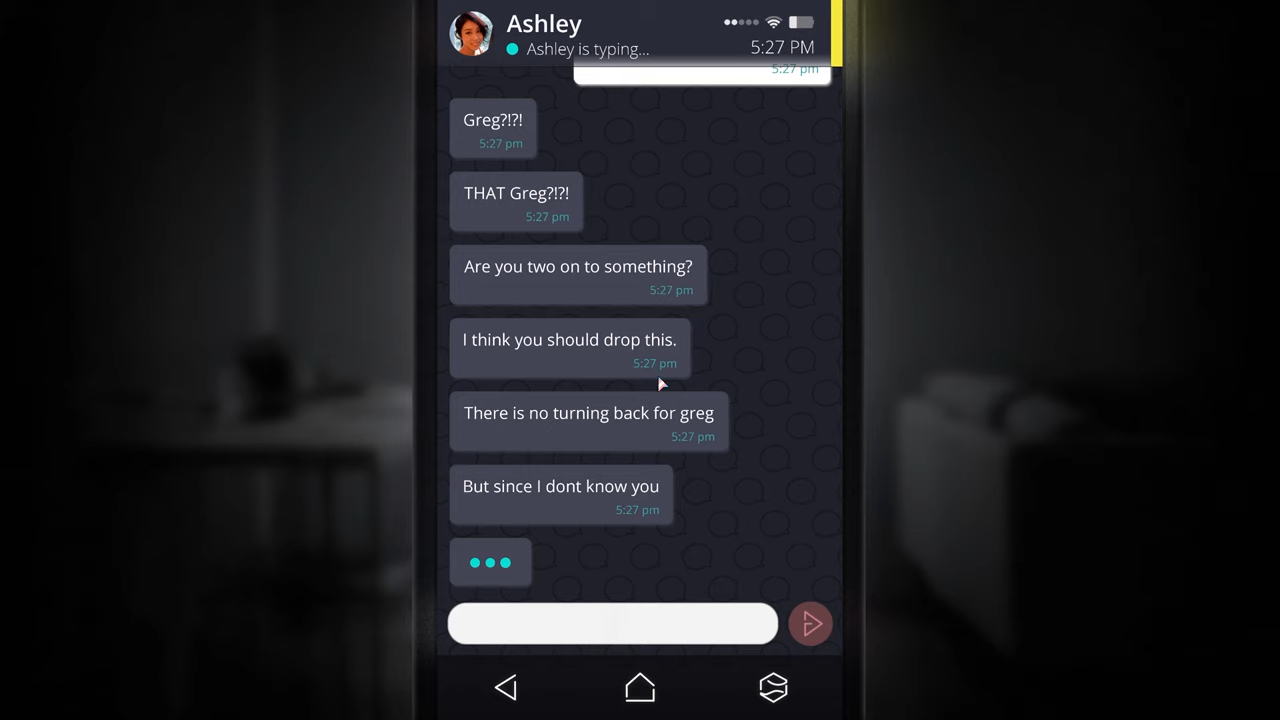 Ashley
Ashley is typing...
5:27 PM
5:27 pm
Greg?!?!
5:27 pm
THAT Greg?!?!
5:27 pm
Are you two on to something?
5:27 pm
I think you should drop this.
5:27 pm
There is no turning back for greg
5:27 pm
But since I dont know you
5:27 pm